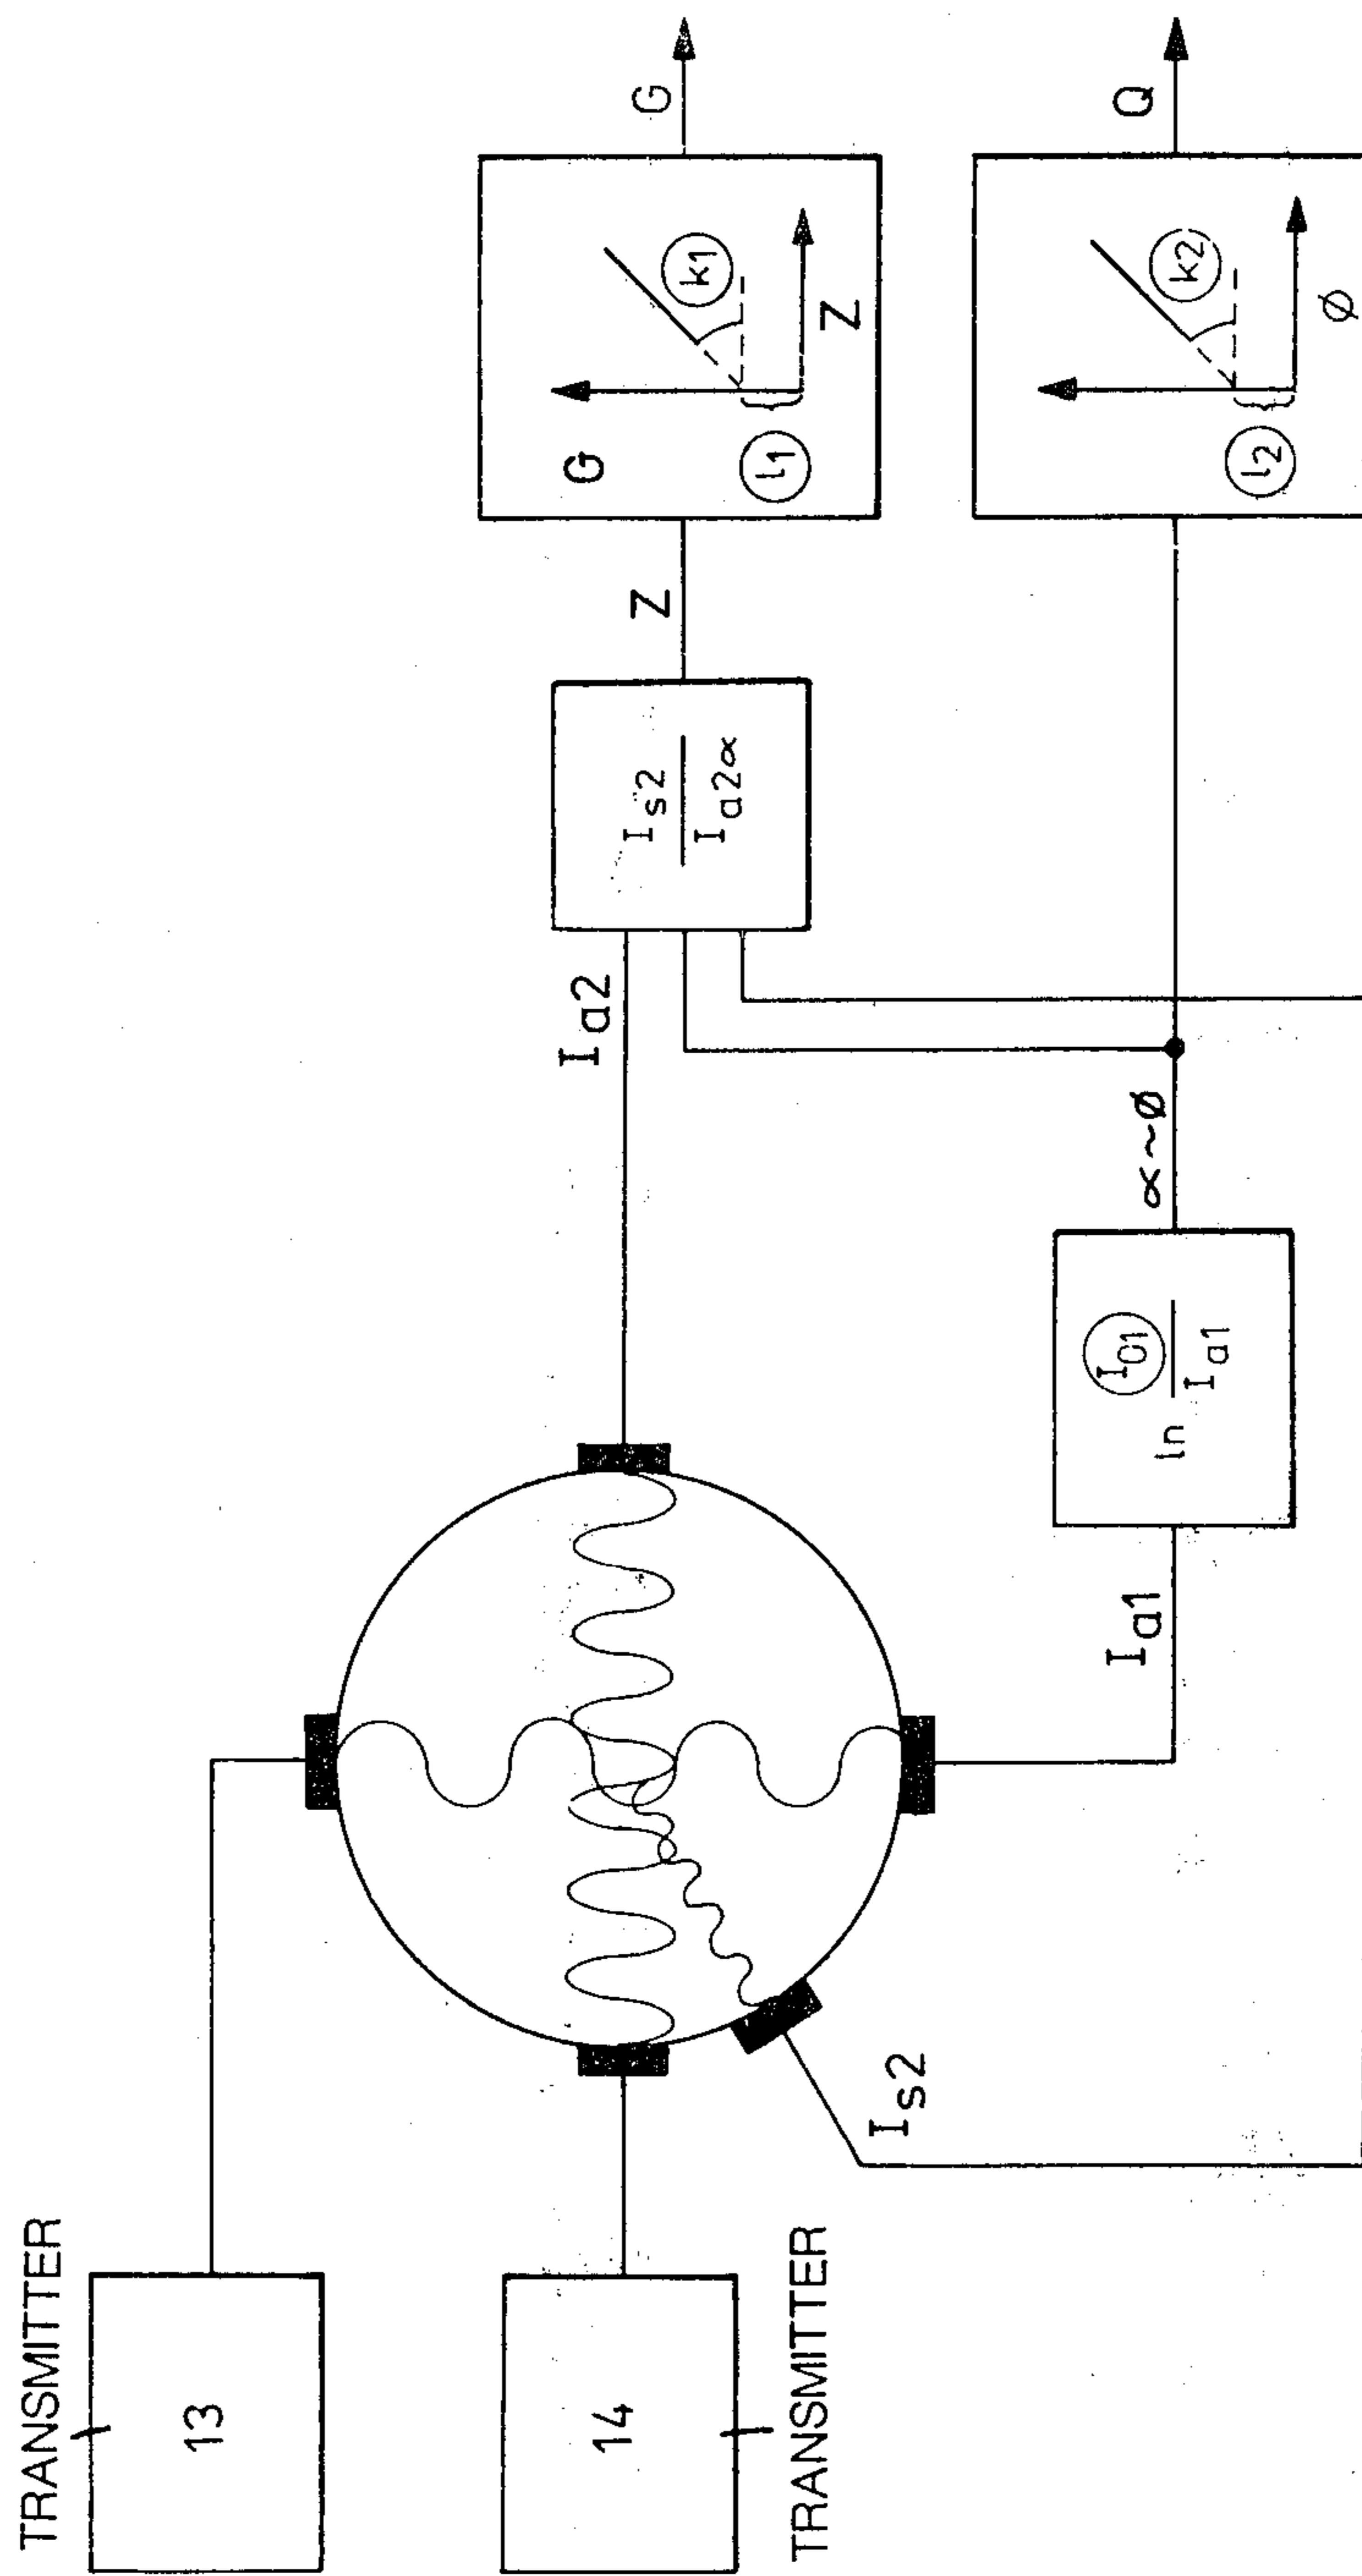 TRANSMITTER
13
14
TRANSMITTER
I_s2
I_a2
I_a1
ln I_01 / I_a1
α~Ø
I_s2 / I_a2α
Z
G
l1
k1
Z
G
l2
k2
Ø
Q